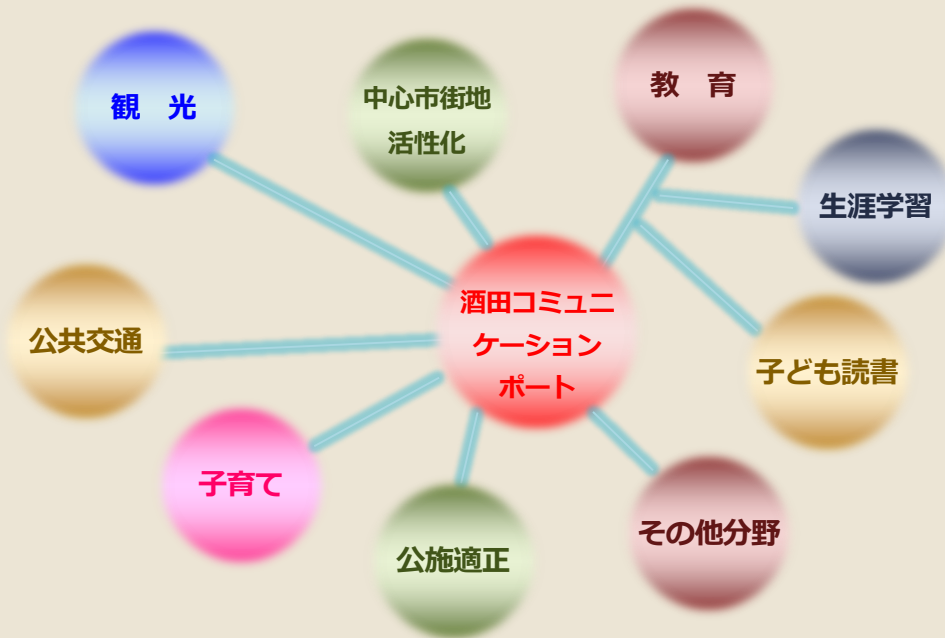 観　光
中心市街地
活性化
教　育
生涯学習
酒田コミュニ
ケーション
ポート
公共交通
子ども読書
子育て
公施適正
その他分野